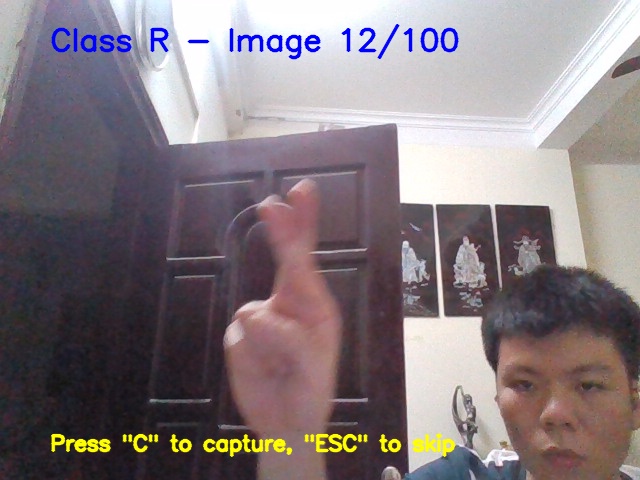 Class R - Image 12/100
Press "C" to capture, "ESC" to skip